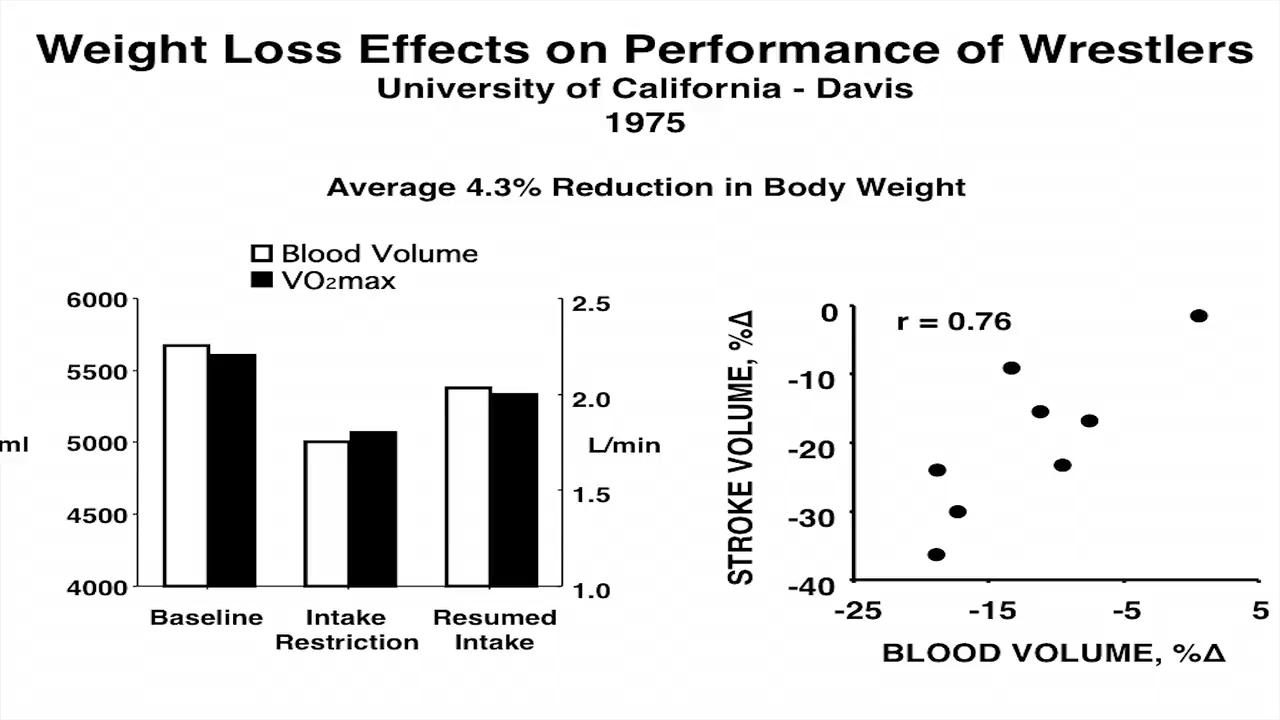 Weight Loss Effects on Performance of Wrestlers
University of California - Davis
1975
Average 4.3% Reduction in Body Weight
Blood Volume
VO₂max
6000
5500
5000
4500
4000
ml
2.5
2.0
1.5
1.0
L/min
Baseline
Intake
Restriction
Resumed
Intake
r = 0.76
STROKE VOLUME, %Δ
0
-10
-20
-30
-40
-25
-15
-5
5
BLOOD VOLUME, %Δ